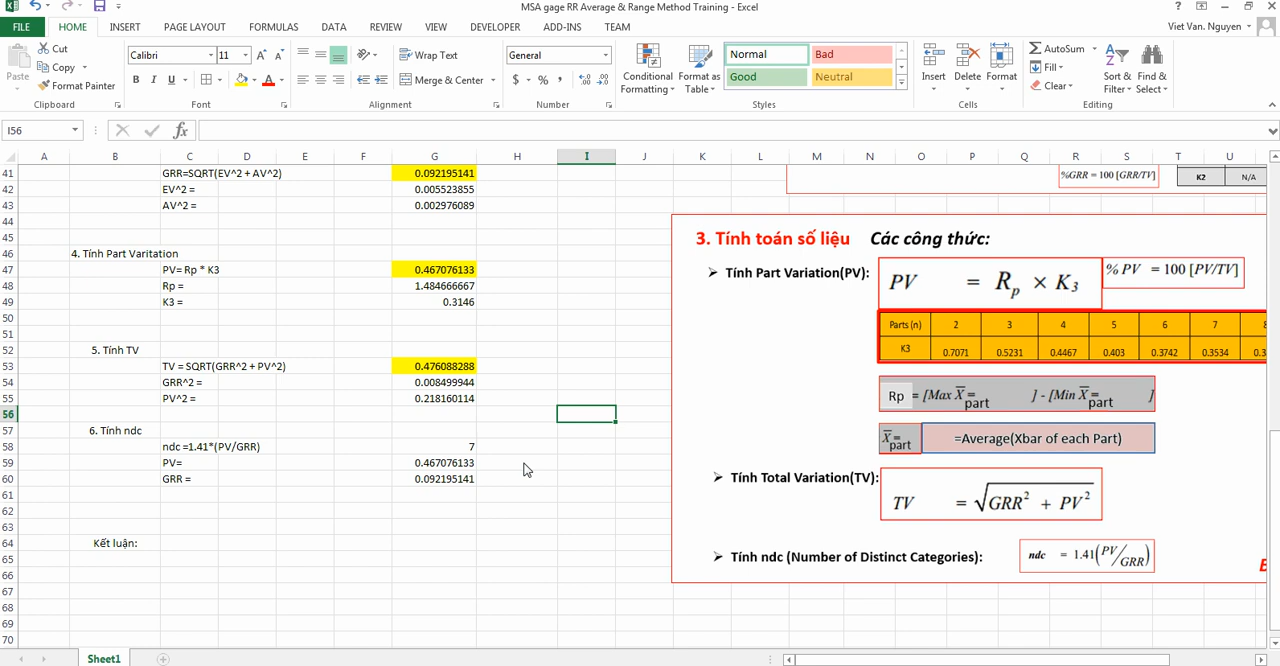 MSA gage RR Average & Range Method Training - Excel
FILE HOME INSERT PAGE LAYOUT FORMULAS DATA REVIEW VIEW DEVELOPER ADD-INS TEAM
Viet Van. Nguyen
Paste
Cut
Copy
Format Painter
Clipboard
Calibri 11
B I U
Font
Wrap Text
Merge & Center
Alignment
General
$ % ,
Number
Conditional Formatting
Format as Table
Normal Bad
Good Neutral
Styles
Insert Delete Format
Cells
AutoSum
Fill
Clear
Sort & Filter
Find & Select
Editing
I56 fx
A B C D E F G H I J K L M N O P Q R S T U
41 GRR=SQRT(EV^2 + AV^2) 0.092195141
42 EV^2 = 0.005523855
43 AV^2 = 0.002976089
44
45
46 4. Tính Part Varitation
47 PV= Rp * K3 0.467076133
48 Rp = 1.484666667
49 K3 = 0.3146
50
51
52 5. Tính TV
53 TV = SQRT(GRR^2 + PV^2) 0.476088288
54 GRR^2 = 0.008499944
55 PV^2 = 0.218160114
56
57 6. Tính ndc
58 ndc =1.41*(PV/GRR) 7
59 PV= 0.467076133
60 GRR = 0.092195141
61
62
63
64 Kết luận:
65
66
67
68
69
70
%GRR = 100 [GRR/TV]
K2 N/A
3. Tính toán số liệu Các công thức:
Tính Part Variation(PV): PV = Rp × K3 % PV = 100 [PV/TV]
Parts (n) 2 3 4 5 6 7 8
K3 0.7071 0.5231 0.4467 0.403 0.3742 0.3534
Rp = [Max X̿ part ] - [Min X̿ part ]
X̿ part =Average(Xbar of each Part)
Tính Total Variation(TV): TV = √GRR² + PV²
Tính ndc (Number of Distinct Categories): ndc = 1.41(PV/GRR)
Sheet1